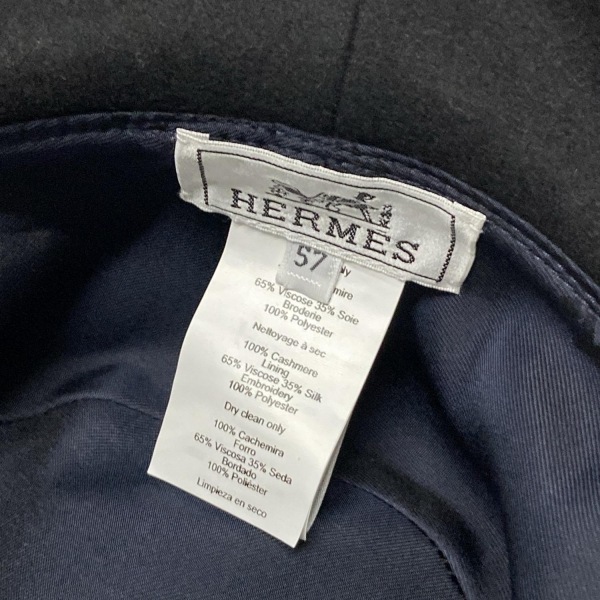 HERMES
57
65% Viscose 35% Soie
Broderie
100% Polyester
Nettoyage à sec
100% Cashmere
Lining
65% Viscose 35% Silk
Embroidery
100% Polyester
Dry clean only
100% Cachemira
Forro
65% Viscosa 35% Seda
Bordado
100% Poliéster
Limpieza en seco